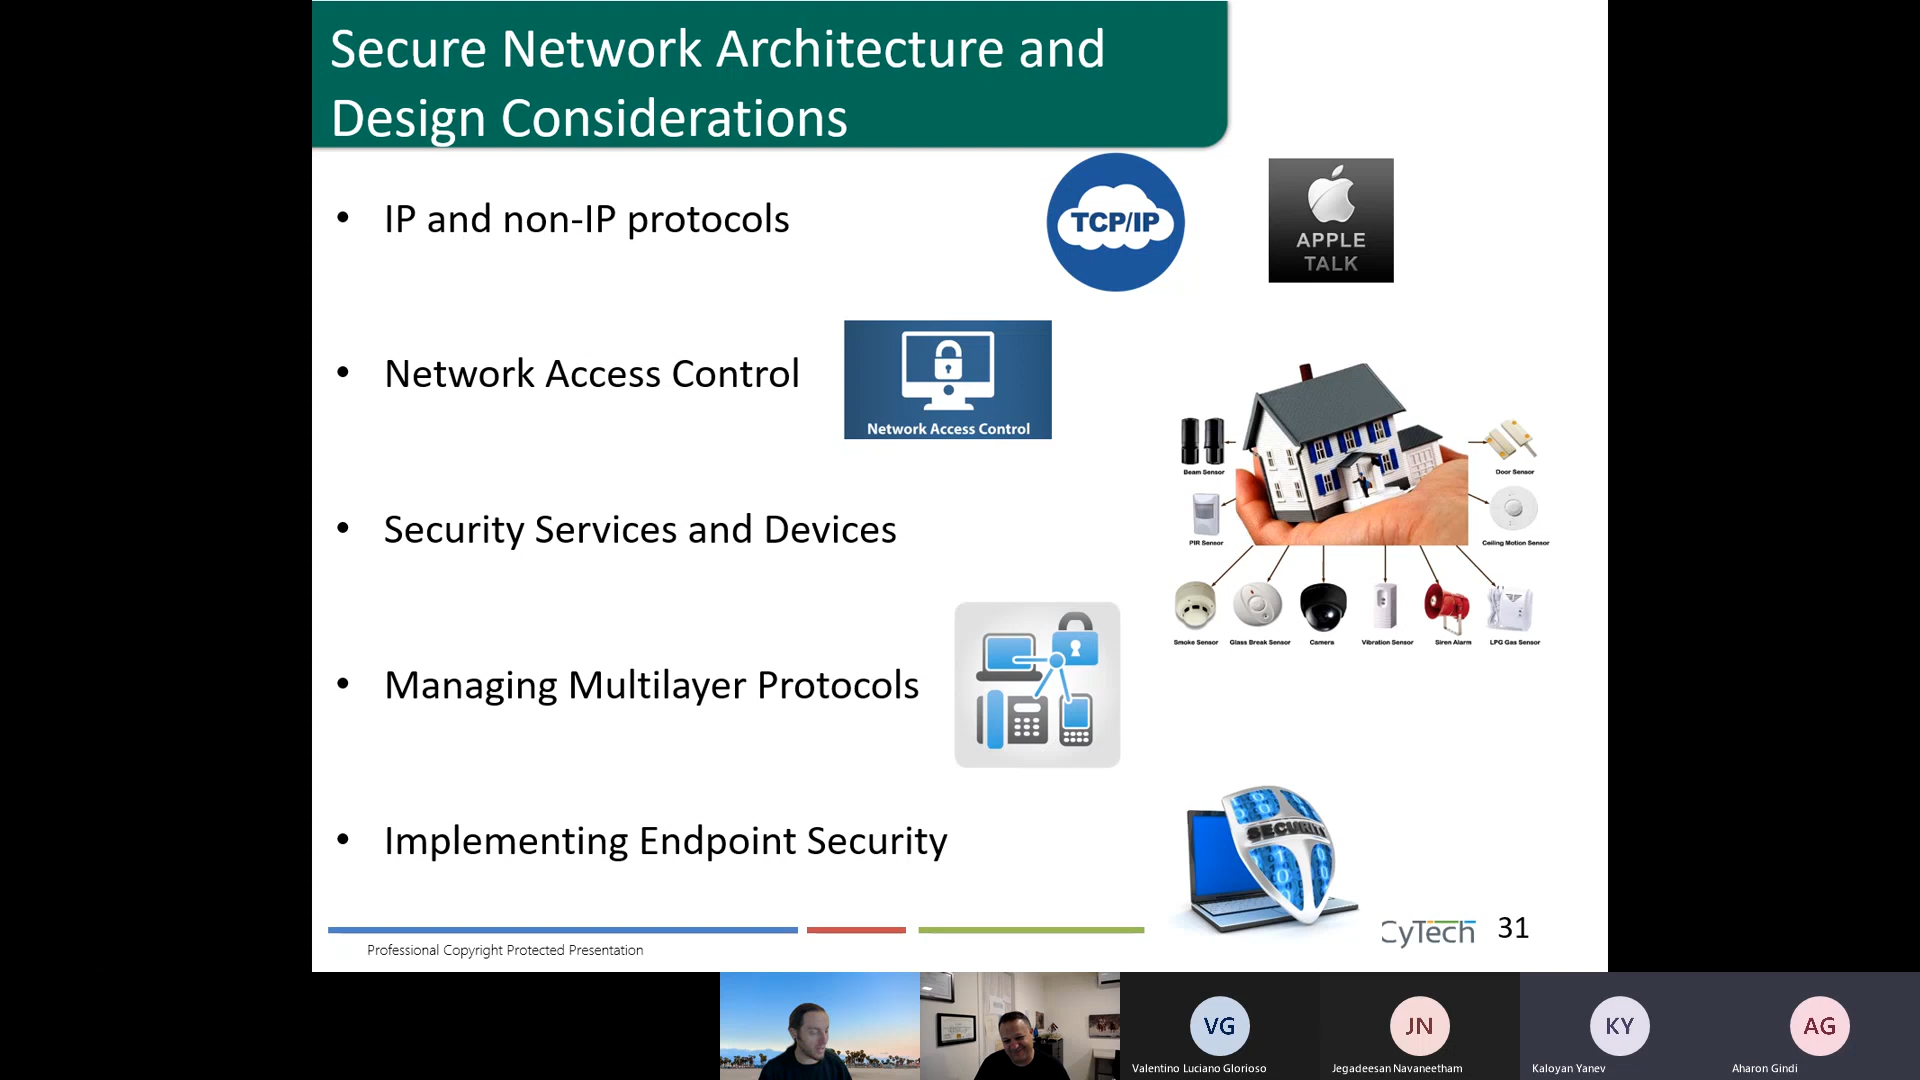 Secure Network Architecture and
Design Considerations
• IP and non-IP protocols
TCP/IP
APPLE
TALK
• Network Access Control
Network Access Control
Beam Sensor
Door Sensor
PIR Sensor
Ceiling Motion Sensor
• Security Services and Devices
Smoke Sensor
Glass Break Sensor
Camera
Vibration Sensor
Siren Alarm
LPG Gas Sensor
• Managing Multilayer Protocols
• Implementing Endpoint Security
SECURITY
CyTech
31
Professional Copyright Protected Presentation
VG
JN
KY
AG
Valentino Luciano Glorioso
Jegadeesan Navaneetham
Kaloyan Yanev
Aharon Gindi